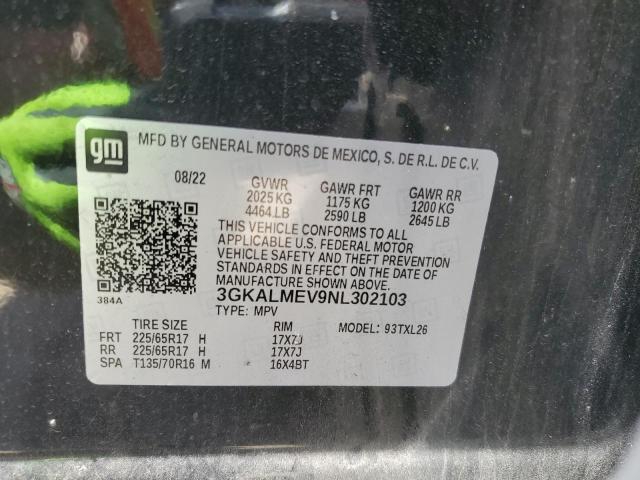 gm
MFD BY GENERAL MOTORS DE MEXICO, S. DE R.L. DE C.V.
08/22
GVWR GAWR FRT GAWR RR
2025 KG 1175 KG 1200 KG
4464 LB 2590 LB 2645 LB
THIS VEHICLE CONFORMS TO ALL
APPLICABLE U.S. FEDERAL MOTOR
VEHICLE SAFETY AND THEFT PREVENTION
STANDARDS IN EFFECT ON THE DATE OF
MANUFACTURE SHOWN ABOVE.
384A
3GKALMEV9NL302103
TYPE: MPV
TIRE SIZE RIM MODEL: 93TXL26
FRT 225/65R17 H 17X7J
RR 225/65R17 H 17X7J
SPA T135/70R16 M 16X4BT